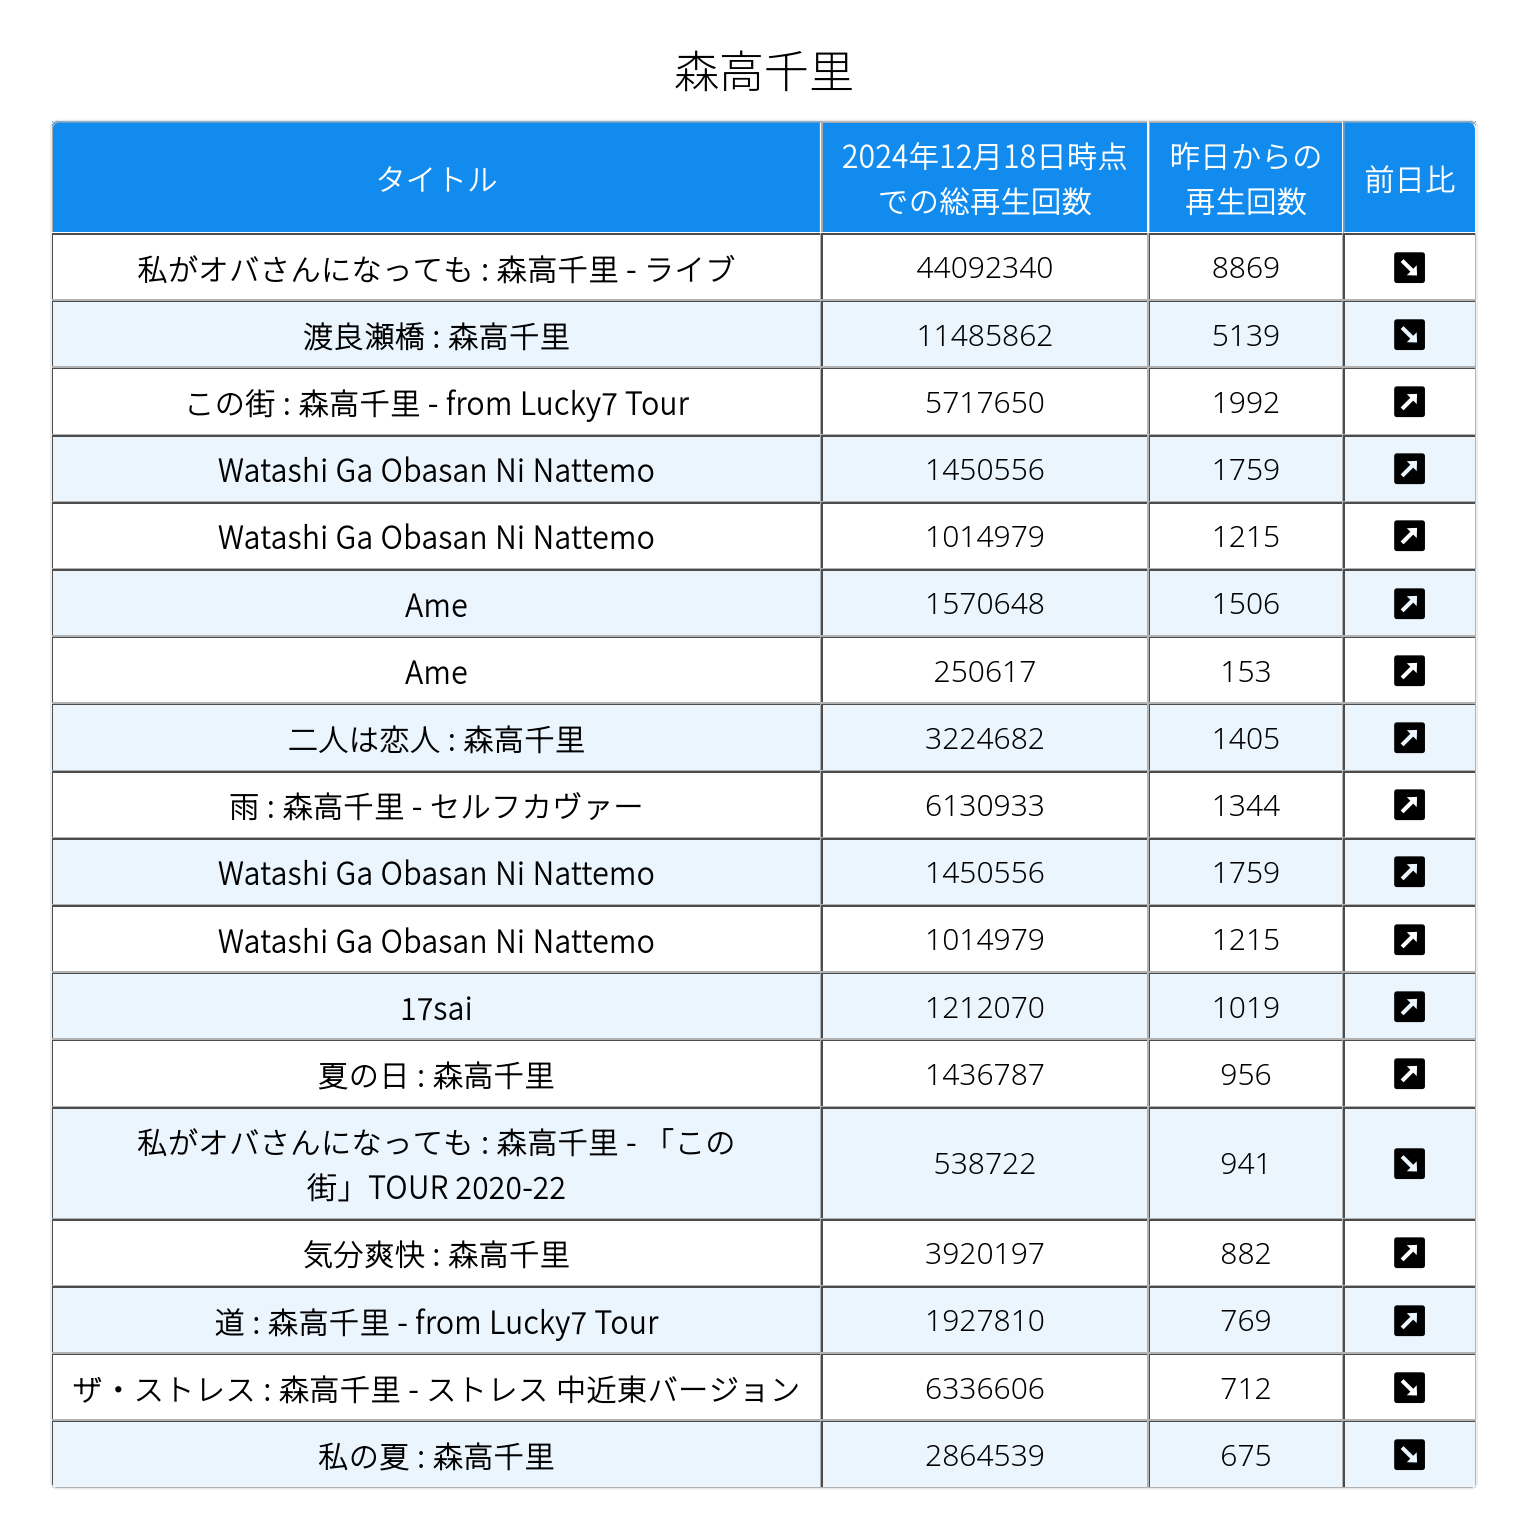 森高千里
タイトル 2024年12月18日時点での総再生回数 昨日からの再生回数 前日比
私がオバさんになっても : 森高千里 - ライブ 44092340 8869 ↘
渡良瀬橋 : 森高千里 11485862 5139 ↘
この街 : 森高千里 - from Lucky7 Tour 5717650 1992 ↗
Watashi Ga Obasan Ni Nattemo 1450556 1759 ↗
Watashi Ga Obasan Ni Nattemo 1014979 1215 ↗
Ame 1570648 1506 ↗
Ame 250617 153 ↗
二人は恋人 : 森高千里 3224682 1405 ↗
雨 : 森高千里 - セルフカヴァー 6130933 1344 ↗
Watashi Ga Obasan Ni Nattemo 1450556 1759 ↗
Watashi Ga Obasan Ni Nattemo 1014979 1215 ↗
17sai 1212070 1019 ↗
夏の日 : 森高千里 1436787 956 ↗
私がオバさんになっても : 森高千里 - 「この街」TOUR 2020-22 538722 941 ↘
気分爽快 : 森高千里 3920197 882 ↗
道 : 森高千里 - from Lucky7 Tour 1927810 769 ↗
ザ・ストレス : 森高千里 - ストレス 中近東バージョン 6336606 712 ↘
私の夏 : 森高千里 2864539 675 ↘